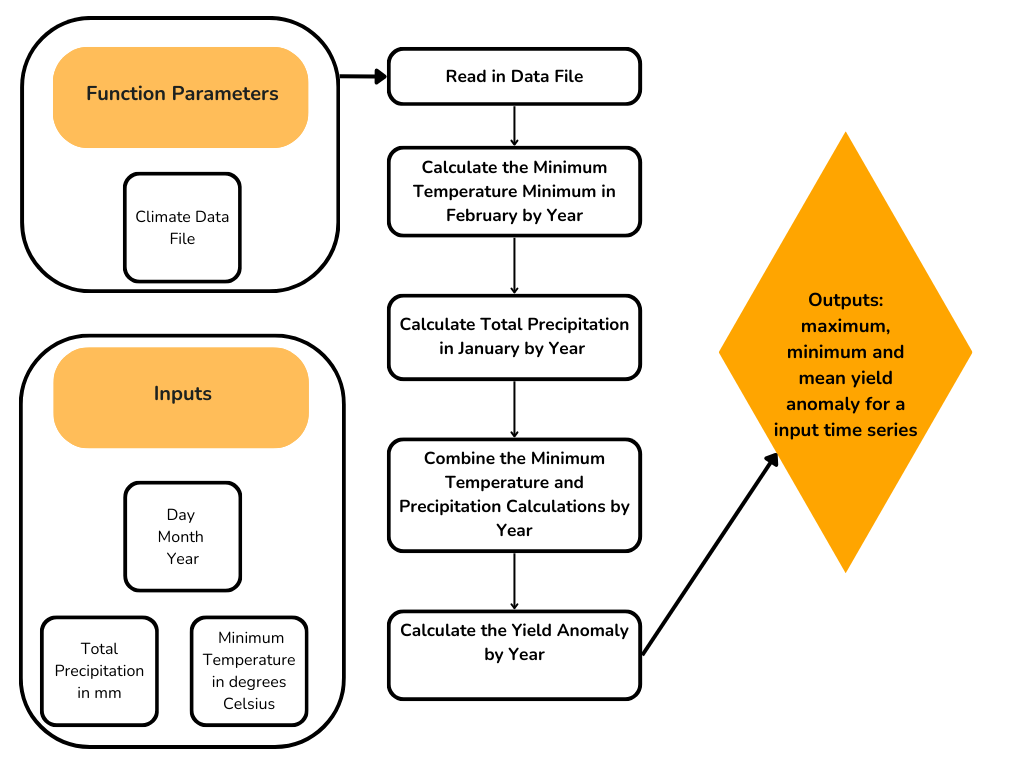 Function Parameters
Climate Data
File
Inputs
Day
Month
Year
Total
Precipitation
in mm
Minimum
Temperature
in degrees
Celsius
Read in Data File
Calculate the Minimum
Temperature Minimum in
February by Year
Calculate Total Precipitation
in January by Year
Combine the Minimum
Temperature and
Precipitation Calculations by
Year
Calculate the Yield Anomaly
by Year
Outputs:
maximum,
minimum and
mean yield
anomaly for a
input time series